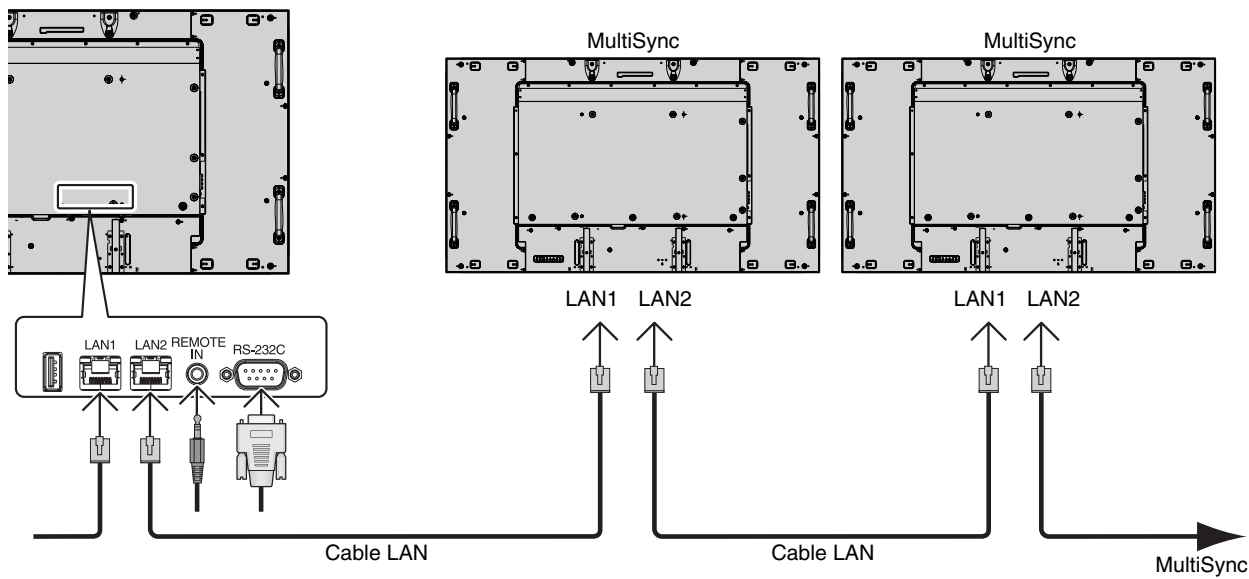 MultiSync
MultiSync
LAN1 LAN2
LAN1 LAN2
LAN1 LAN2 REMOTE IN RS-232C
Cable LAN
Cable LAN
MultiSync